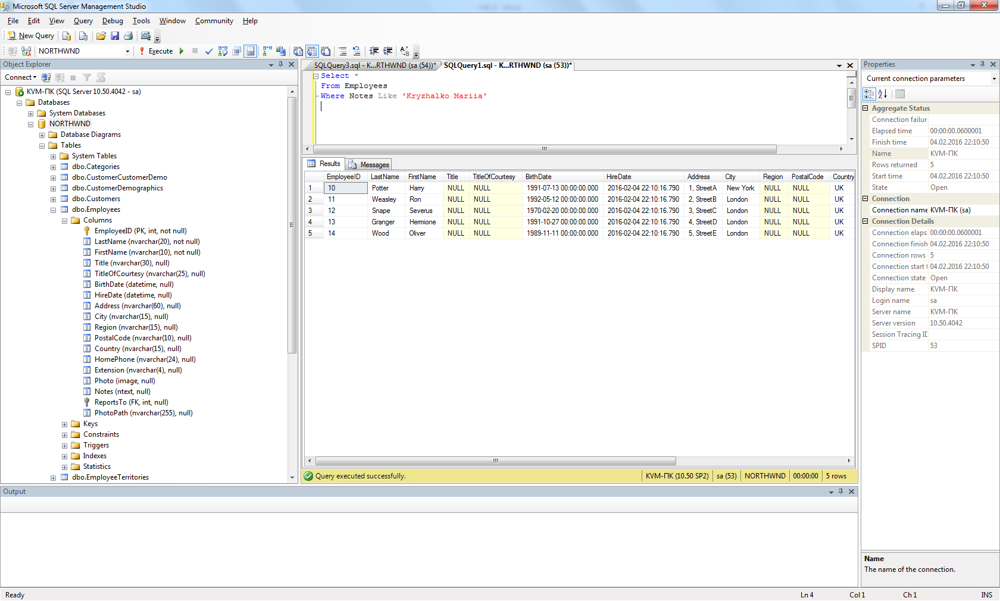 Microsoft SQL Server Management Studio
File Edit View Query Debug Tools Window Community Help
New Query
NORTHWND Execute
Object Explorer
Connect
KVM-ПК (SQL Server 10.50.4042 - sa)
Databases
System Databases
NORTHWND
Database Diagrams
Tables
System Tables
dbo.Categories
dbo.CustomerCustomerDemo
dbo.CustomerDemographics
dbo.Customers
dbo.Employees
Columns
EmployeeID (PK, int, not null)
LastName (nvarchar(20), not null)
FirstName (nvarchar(10), not null)
Title (nvarchar(30), null)
TitleOfCourtesy (nvarchar(25), null)
BirthDate (datetime, null)
HireDate (datetime, null)
Address (nvarchar(60), null)
City (nvarchar(15), null)
Region (nvarchar(15), null)
PostalCode (nvarchar(10), null)
Country (nvarchar(15), null)
HomePhone (nvarchar(24), null)
Extension (nvarchar(4), null)
Photo (image, null)
Notes (ntext, null)
ReportsTo (FK, int, null)
PhotoPath (nvarchar(255), null)
Keys
Constraints
Triggers
Indexes
Statistics
dbo.EmployeeTerritories
SQLQuery3.sql - K...RTHWND (sa (54))* SQLQuery1.sql - K...RTHWND (sa (53))*
Select *
From Employees
Where Notes Like 'Kryzhalko Mariia'
Results Messages
EmployeeID LastName FirstName Title TitleOfCourtesy BirthDate HireDate Address City Region PostalCode Country
1 10 Potter Harry NULL NULL 1991-07-13 00:00:00.000 2016-02-04 22:10:16.790 1, StreetA New York NULL NULL UK
2 11 Weasley Ron NULL NULL 1992-05-12 00:00:00.000 2016-02-04 22:10:16.790 2, StreetB London NULL NULL UK
3 12 Snape Severus NULL NULL 1970-02-20 00:00:00.000 2016-02-04 22:10:16.790 3, StreetC London NULL NULL UK
4 13 Granger Hermione NULL NULL 1991-10-27 00:00:00.000 2016-02-04 22:10:16.790 4, StreetD London NULL NULL UK
5 14 Wood Oliver NULL NULL 1989-11-11 00:00:00.000 2016-02-04 22:10:16.790 5, StreetE London NULL NULL UK
Query executed successfully. KVM-ПК (10.50 SP2) sa (53) NORTHWND 00:00:00 5 rows
Properties
Current connection parameters
Aggregate Status
Connection failur
Elapsed time 00:00:00.0600001
Finish time 04.02.2016 22:10:50
Name KVM-ПК
Rows returned 5
Start time 04.02.2016 22:10:50
State Open
Connection
Connection name KVM-ПК (sa)
Connection Details
Connection elaps 00:00:00.0600001
Connection finish 04.02.2016 22:10:50
Connection rows 5
Connection start t 04.02.2016 22:10:50
Connection state Open
Display name KVM-ПК
Login name sa
Server name KVM-ПК
Server version 10.50.4042
Session Tracing ID
SPID 53
Name
The name of the connection.
Output
Ready Ln 4 Col 1 Ch 1 INS